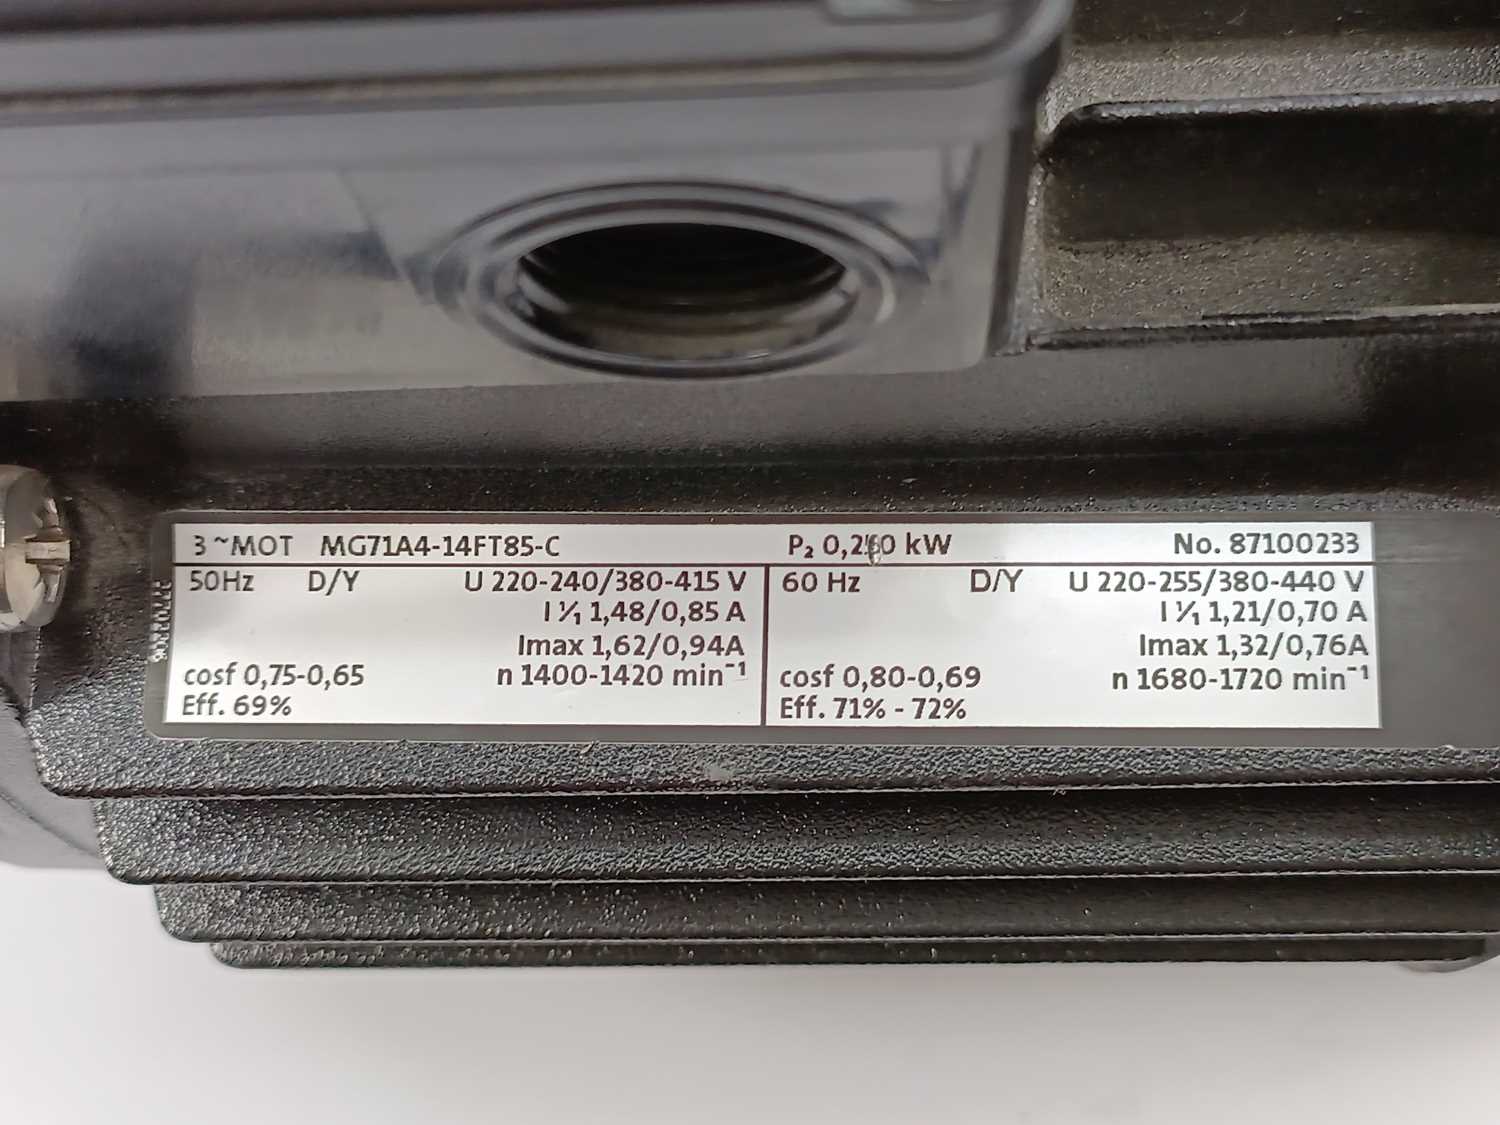 3 ~MOT MG71A4-14FT85-C P₂ kW No. 87100233
50Hz D/Y U 220-240/380-415 V
I 1/1 1,48/0,85 A
Imax 1,62/0,94A
cosf 0,75-0,65 n 1400-1420 min⁻¹
Eff. 69%
60 Hz D/Y U 220-255/380-440 V
I 1/1 1,21/0,70 A
Imax 1,32/0,76A
cosf 0,80-0,69 n 1680-1720 min⁻¹
Eff. 71% - 72%